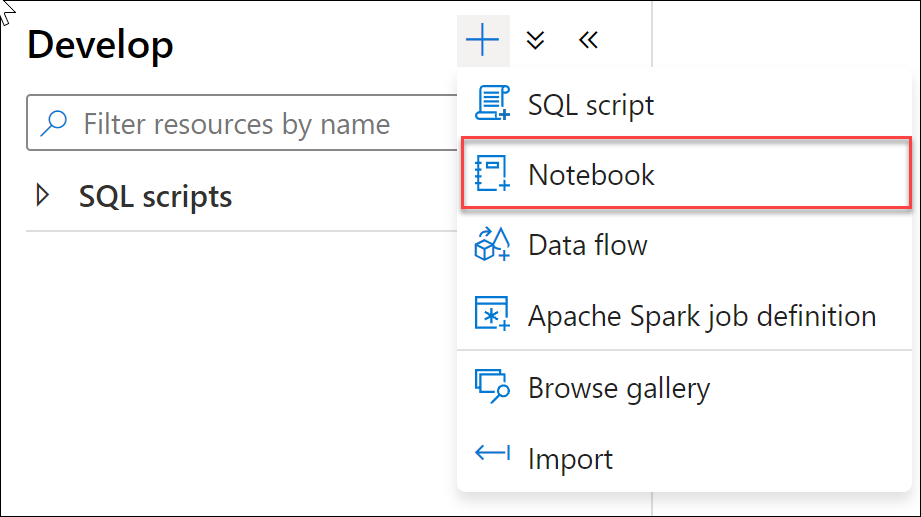 Develop
Filter resources by name
SQL scripts
SQL script
Notebook
Data flow
Apache Spark job definition
Browse gallery
Import